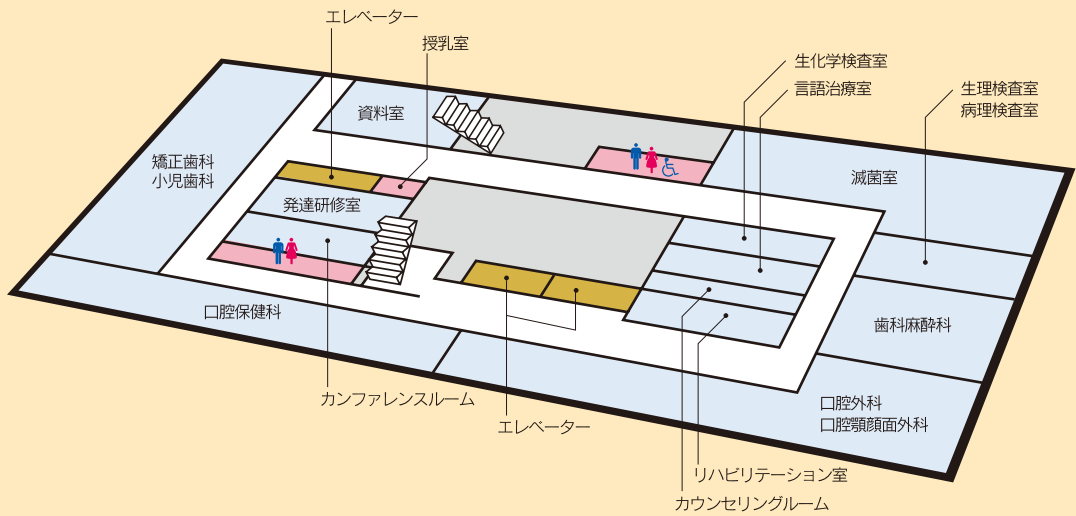 エレベーター
授乳室
生化学検査室
言語治療室
生理検査室
病理検査室
資料室
矯正歯科
小児歯科
滅菌室
発達研修室
口腔保健科
歯科麻酔科
カンファレンスルーム
エレベーター
口腔外科
口腔顎顔面外科
リハビリテーション室
カウンセリングルーム